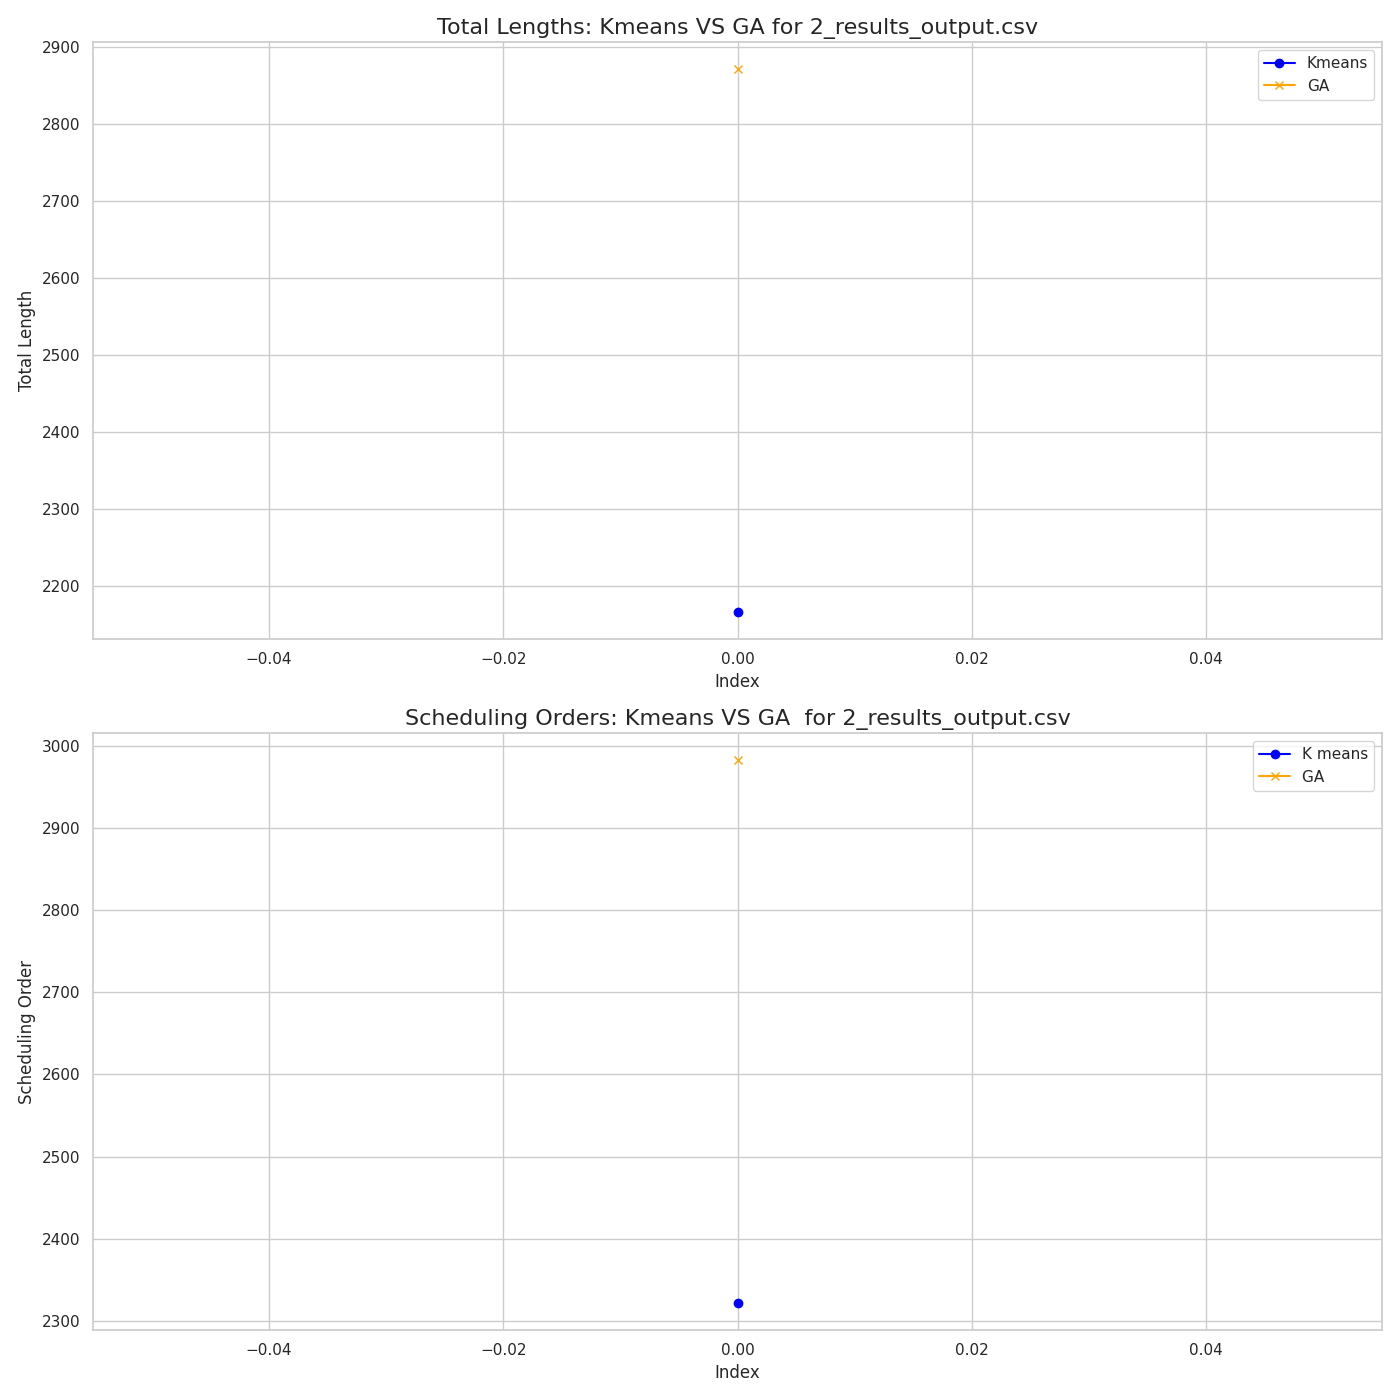 Total Lengths: Kmeans VS GA for 2_results_output.csv
2900
2800
2700
2600
2500
2400
2300
2200
Total Length
Kmeans
GA
−0.04
−0.02
0.00
0.02
0.04
Index
Scheduling Orders: Kmeans VS GA  for 2_results_output.csv
3000
2900
2800
2700
2600
2500
2400
2300
Scheduling Order
K means
GA
−0.04
−0.02
0.00
0.02
0.04
Index